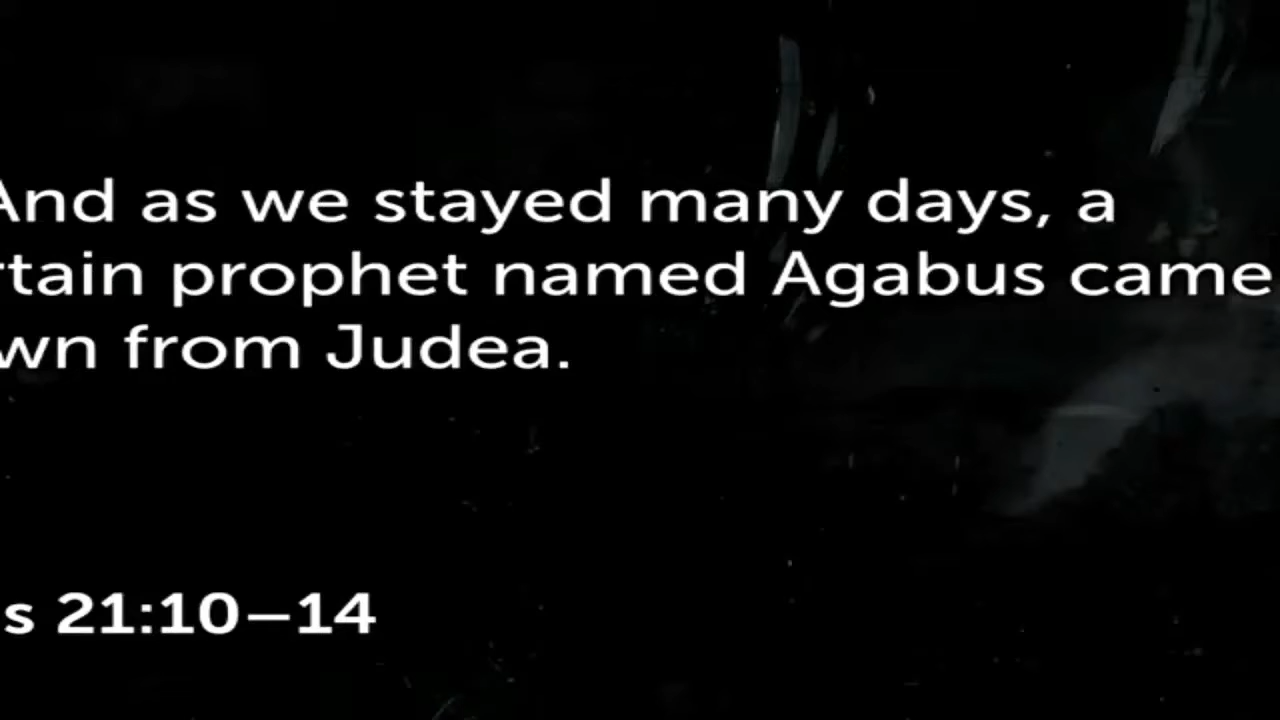 And as we stayed many days, a
rtain prophet named Agabus came
wn from Judea.
s 21:10–14